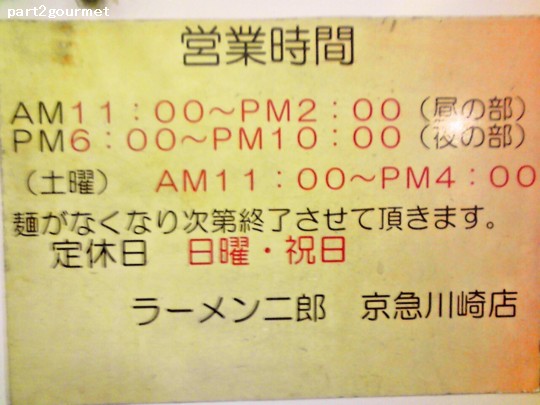 part2gourmet
営業時間
AM11：00～PM2：00（昼の部）
PM6：00～PM10：00（夜の部）
（土曜） AM11：00～PM4：00
麺がなくなり次第終了させて頂きます。
定休日 日曜・祝日
ラーメン二郎 京急川崎店